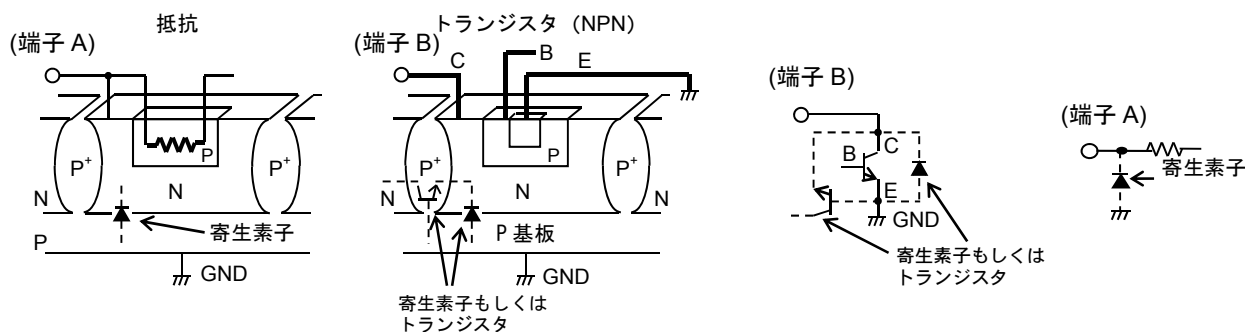 抵抗
(端子 A)
P+
P
P+
N
N
P
寄生素子
GND
トランジスタ (NPN)
(端子 B)
C
B
E
P+
P
P+
N
N
N
P 基板
GND
寄生素子もしくは
トランジスタ
(端子 B)
C
B
E
GND
寄生素子もしくは
トランジスタ
(端子 A)
寄生素子